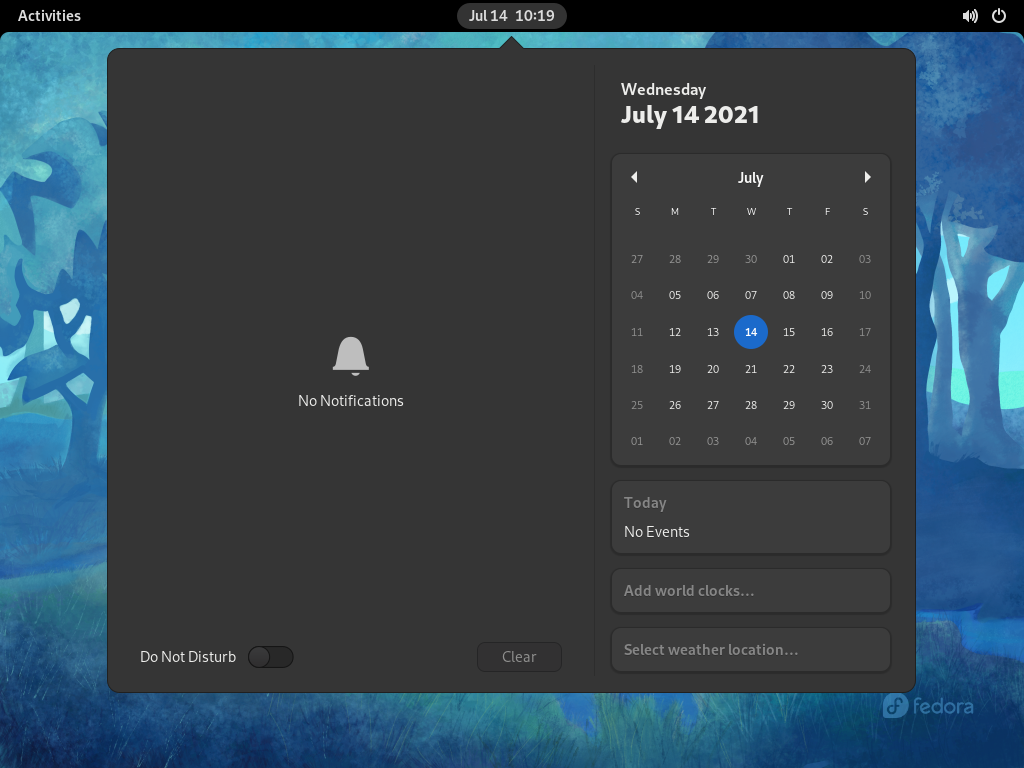 Activities
Jul 14 10:19
No Notifications
Do Not Disturb
Clear
Wednesday
July 14 2021
July
S M T W T F S
27 28 29 30 01 02 03
04 05 06 07 08 09 10
11 12 13 14 15 16 17
18 19 20 21 22 23 24
25 26 27 28 29 30 31
01 02 03 04 05 06 07
Today
No Events
Add world clocks…
Select weather location…
fedora